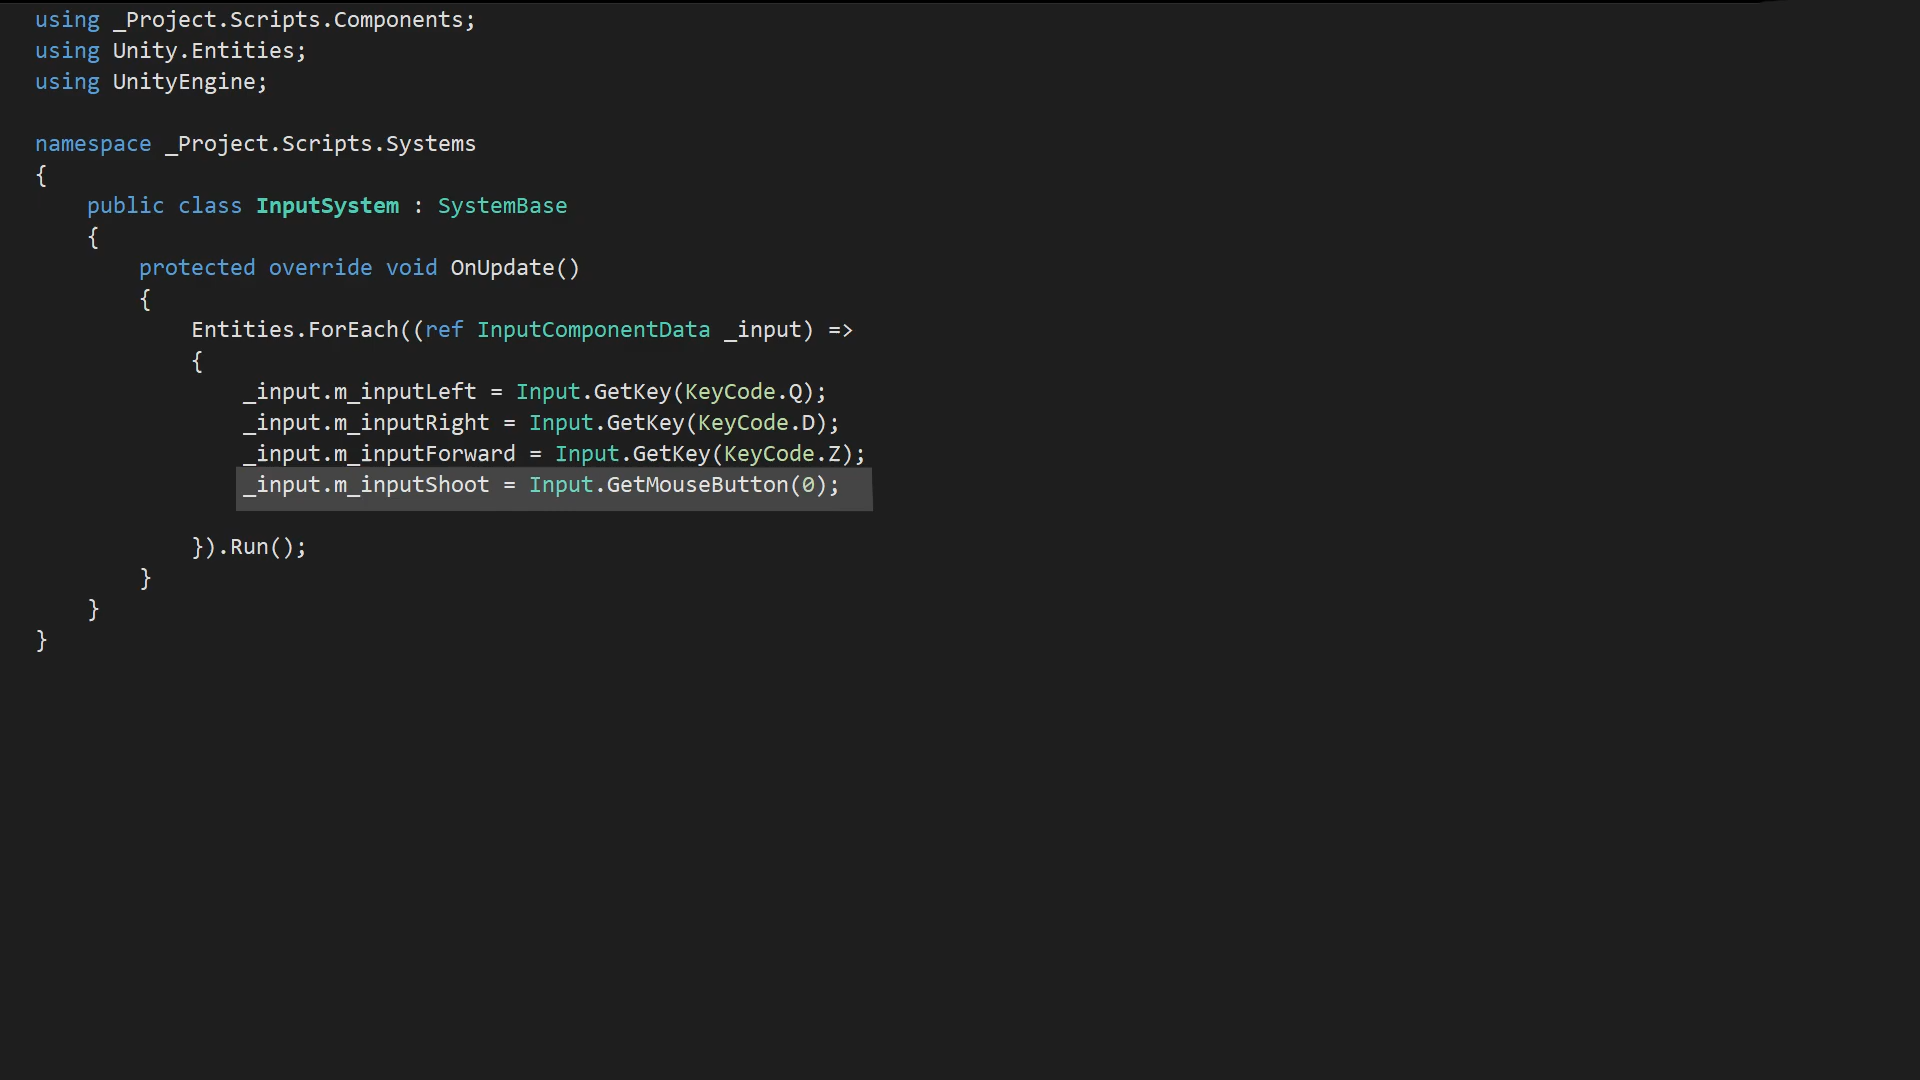 using _Project.Scripts.Components;
using Unity.Entities;
using UnityEngine;

namespace _Project.Scripts.Systems
{
    public class InputSystem : SystemBase
    {
        protected override void OnUpdate()
        {
            Entities.ForEach((ref InputComponentData _input) =>
            {
                _input.m_inputLeft = Input.GetKey(KeyCode.Q);
                _input.m_inputRight = Input.GetKey(KeyCode.D);
                _input.m_inputForward = Input.GetKey(KeyCode.Z);
                _input.m_inputShoot = Input.GetMouseButton(0);

            }).Run();
        }
    }
}